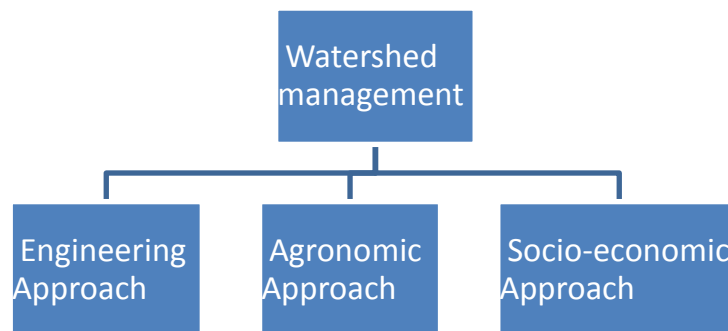 Watershed
management
Engineering
Approach
Agronomic
Approach
Socio-economic
Approach